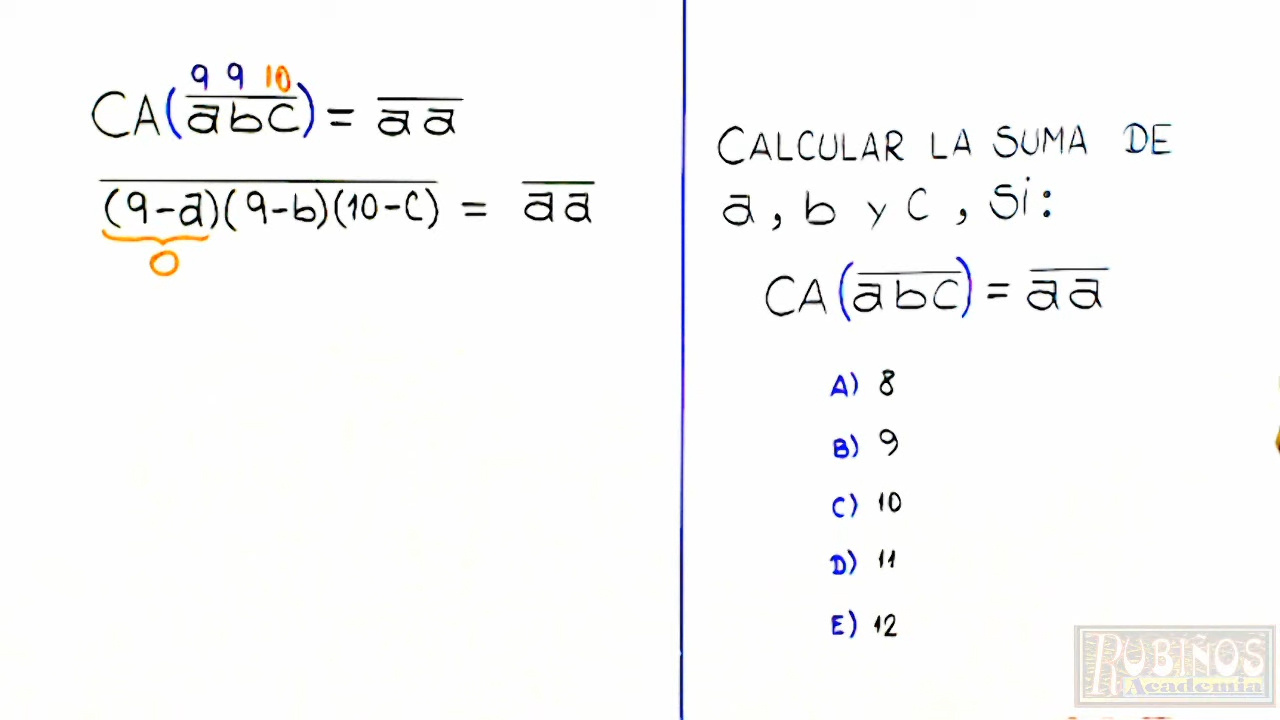 9 9 10
CA(abc) = aa
(9-a)(9-b)(10-c) = aa
0
CALCULAR LA SUMA DE
a, b y c, Si:
CA(abc) = aa
A) 8
B) 9
C) 10
D) 11
E) 12
RUBIÑOS
Academia